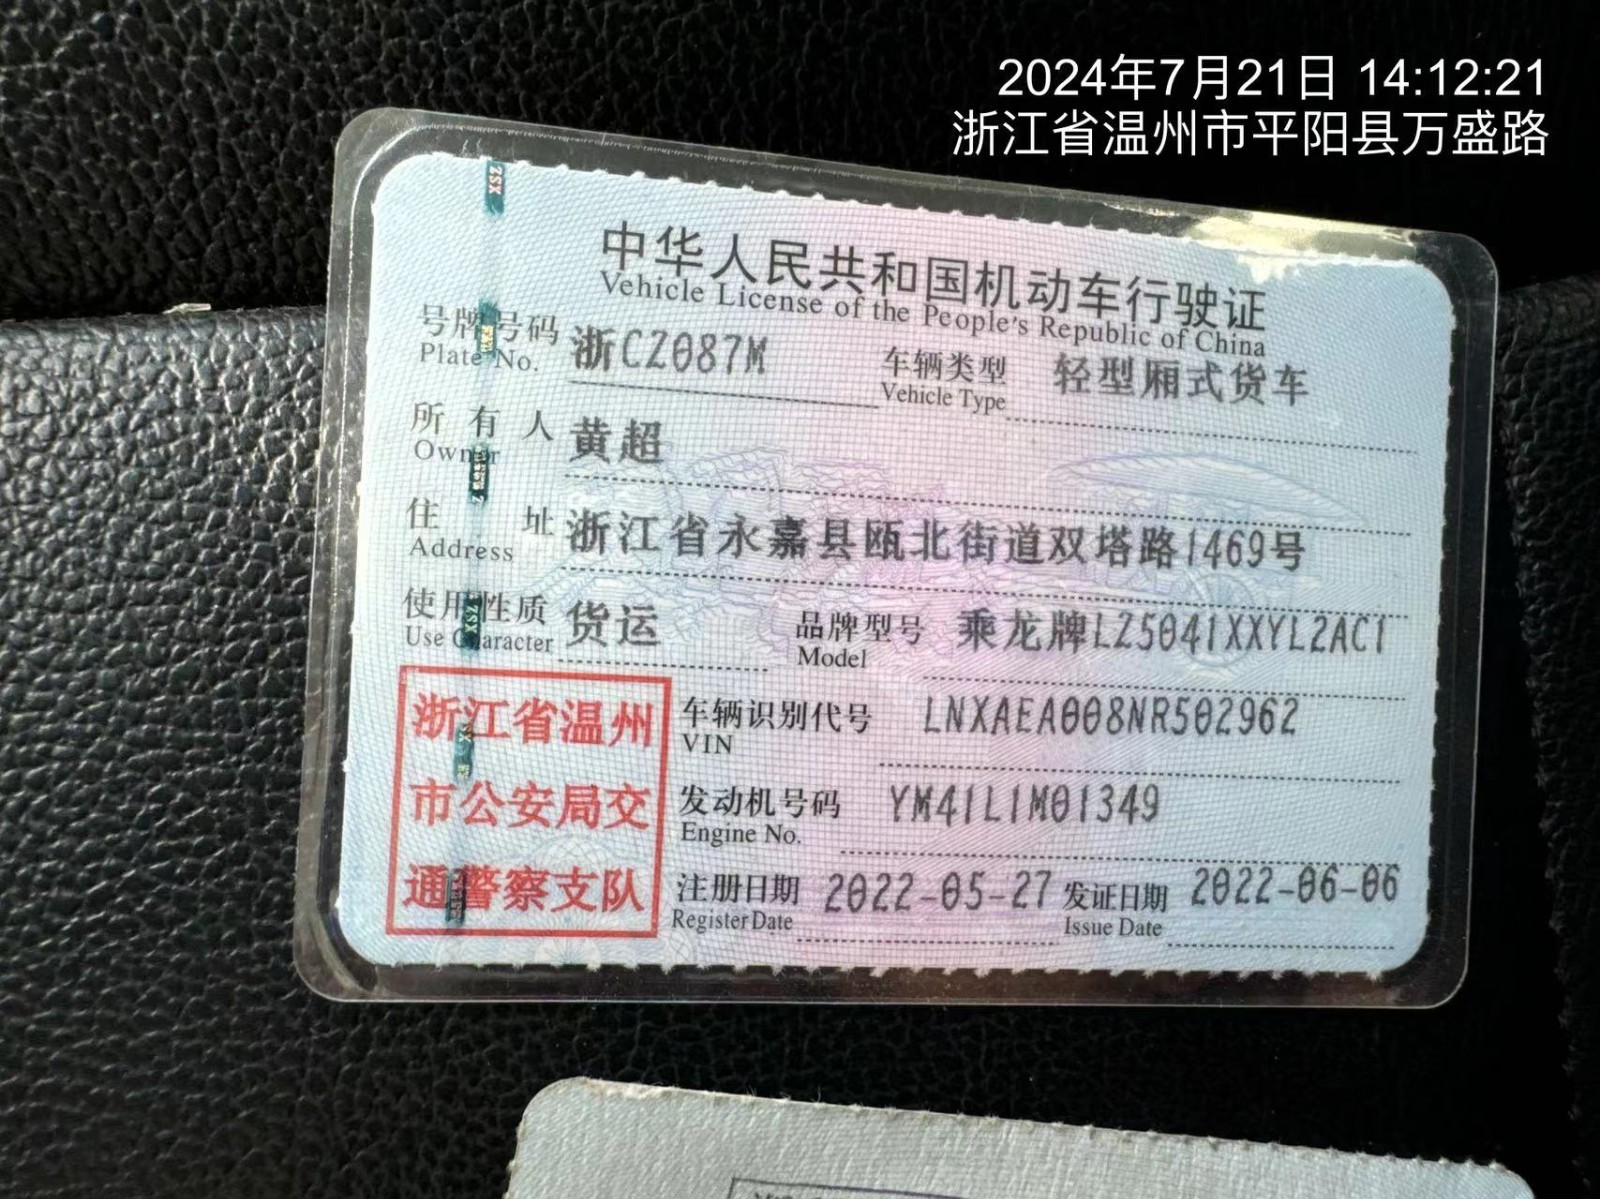 2024年7月21日 14:12:21
浙江省温州市平阳县万盛路
中华人民共和国机动车行驶证
Vehicle License of the People's Republic of China
号牌号码 浙CZ087M 车辆类型 轻型厢式货车
Plate No. Vehicle Type
所有人 黄超
Owner
住址 浙江省永嘉县瓯北街道双塔路1469号
Address
使用性质 货运 品牌型号 乘龙牌LZ5041XXYL2AC1
Use Character Model
浙江省温州
市公安局交
通警察支队
车辆识别代号 LNXAEA008NR502962
VIN
发动机号码 YM41L1M01349
Engine No.
注册日期 2022-05-27 发证日期 2022-06-06
Register Date Issue Date